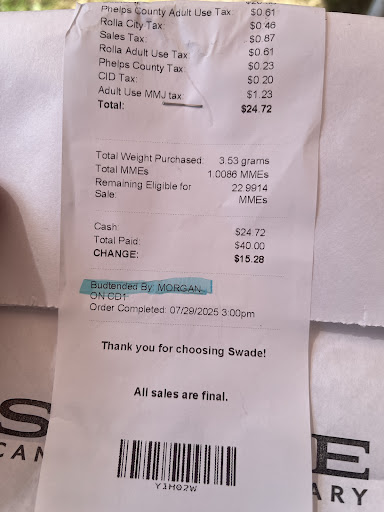 Phelps County Adult Use Tax: $0.61
Rolla City Tax: $0.46
Sales Tax: $0.87
Rolla Adult Use Tax: $0.61
Phelps County Tax: $0.23
CID Tax: $0.20
Adult Use MMJ tax: $1.23
Total: $24.72
Total Weight Purchased: 3.53 grams
Total MMEs 1.0086 MMEs
Remaining Eligible for 22.9914
Sale: MMEs
Cash: $24.72
Total Paid: $40.00
CHANGE: $15.28
Budtended By: MORGAN
ON CD1
Order Completed: 07/29/2025 3:00pm
Thank you for choosing Swade!
All sales are final.
Y1H02W
S E
CAN ARY